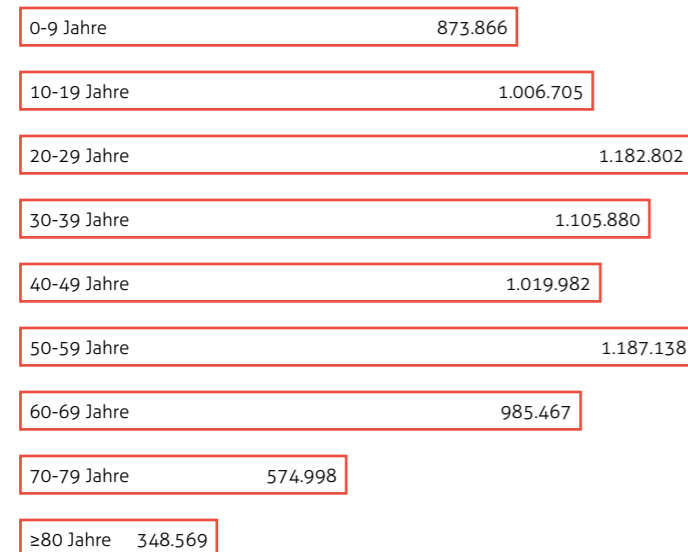 0-9 Jahre 873.866
10-19 Jahre 1.006.705
20-29 Jahre 1.182.802
30-39 Jahre 1.105.880
40-49 Jahre 1.019.982
50-59 Jahre 1.187.138
60-69 Jahre 985.467
70-79 Jahre 574.998
≥80 Jahre 348.569